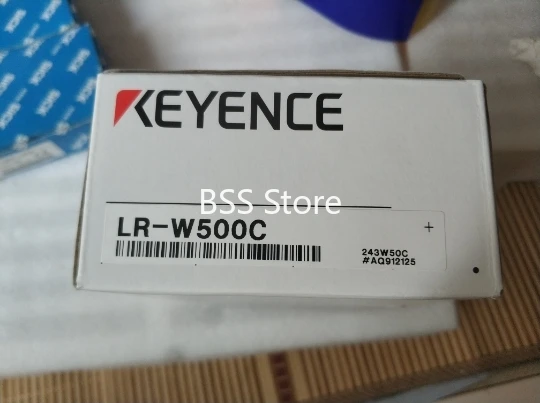 KEYENCE
BSS Store
LR-W500C
243W50C
#AQ912125